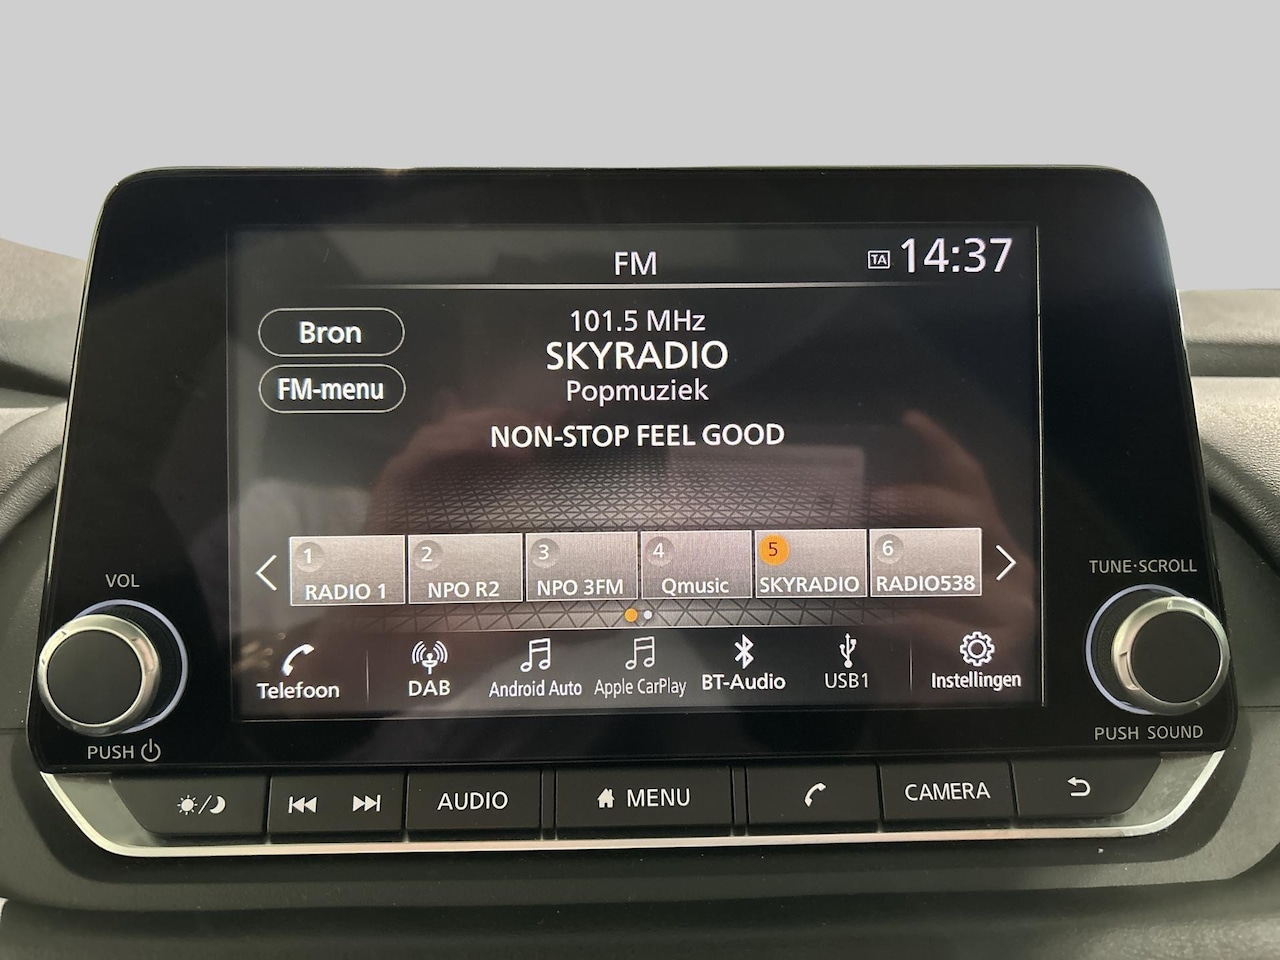 FM
TA 14:37
Bron
FM-menu
101.5 MHz
SKYRADIO
Popmuziek
NON-STOP FEEL GOOD
1 RADIO 1
2 NPO R2
3 NPO 3FM
4 Qmusic
5 SKYRADIO
6 RADIO538
Telefoon
DAB
Android Auto
Apple CarPlay
BT-Audio
USB1
Instellingen
VOL
PUSH
TUNE·SCROLL
PUSH SOUND
AUDIO
MENU
CAMERA